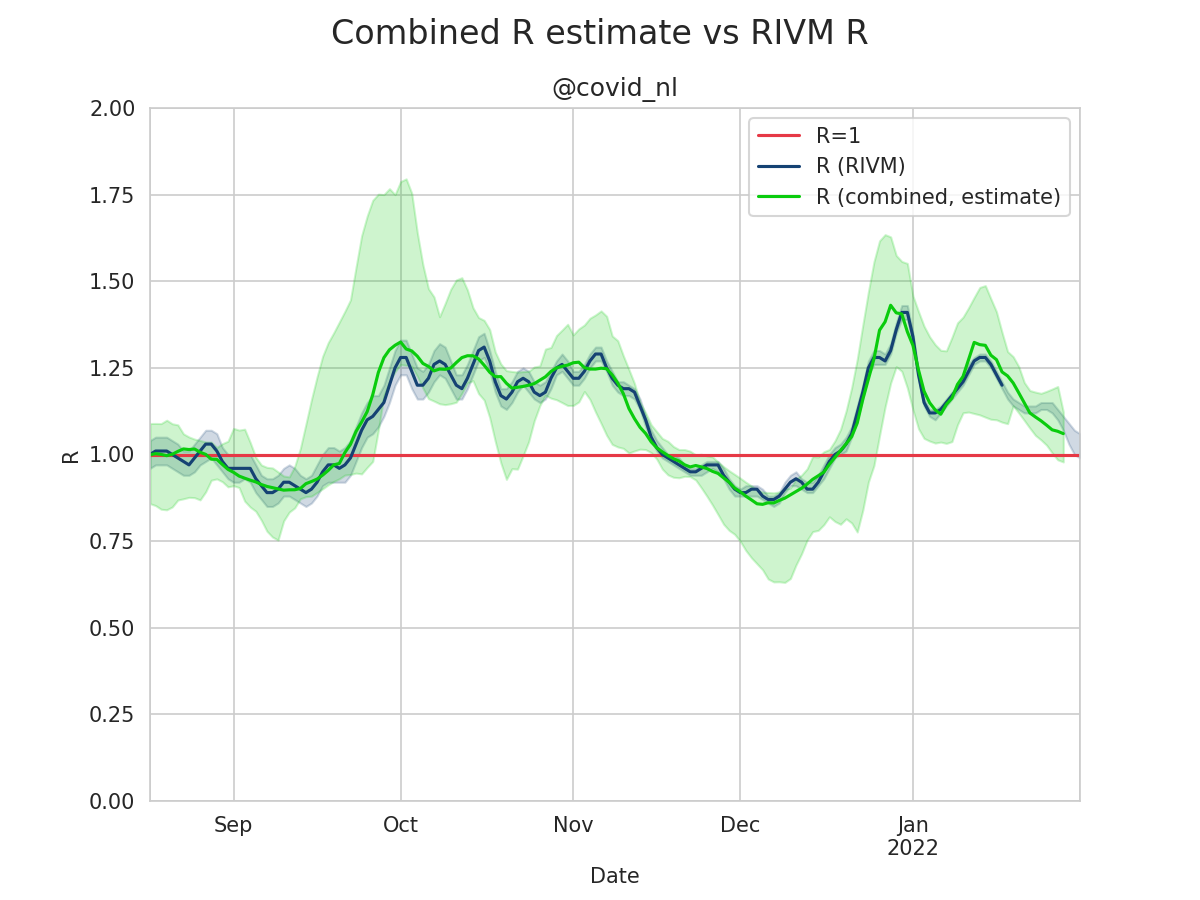 Combined R estimate vs RIVM R
@covid_nl
R=1
R (RIVM)
R (combined, estimate)
2.00
1.75
1.50
1.25
1.00
0.75
0.50
0.25
0.00
R
Sep
Oct
Nov
Dec
Jan
2022
Date